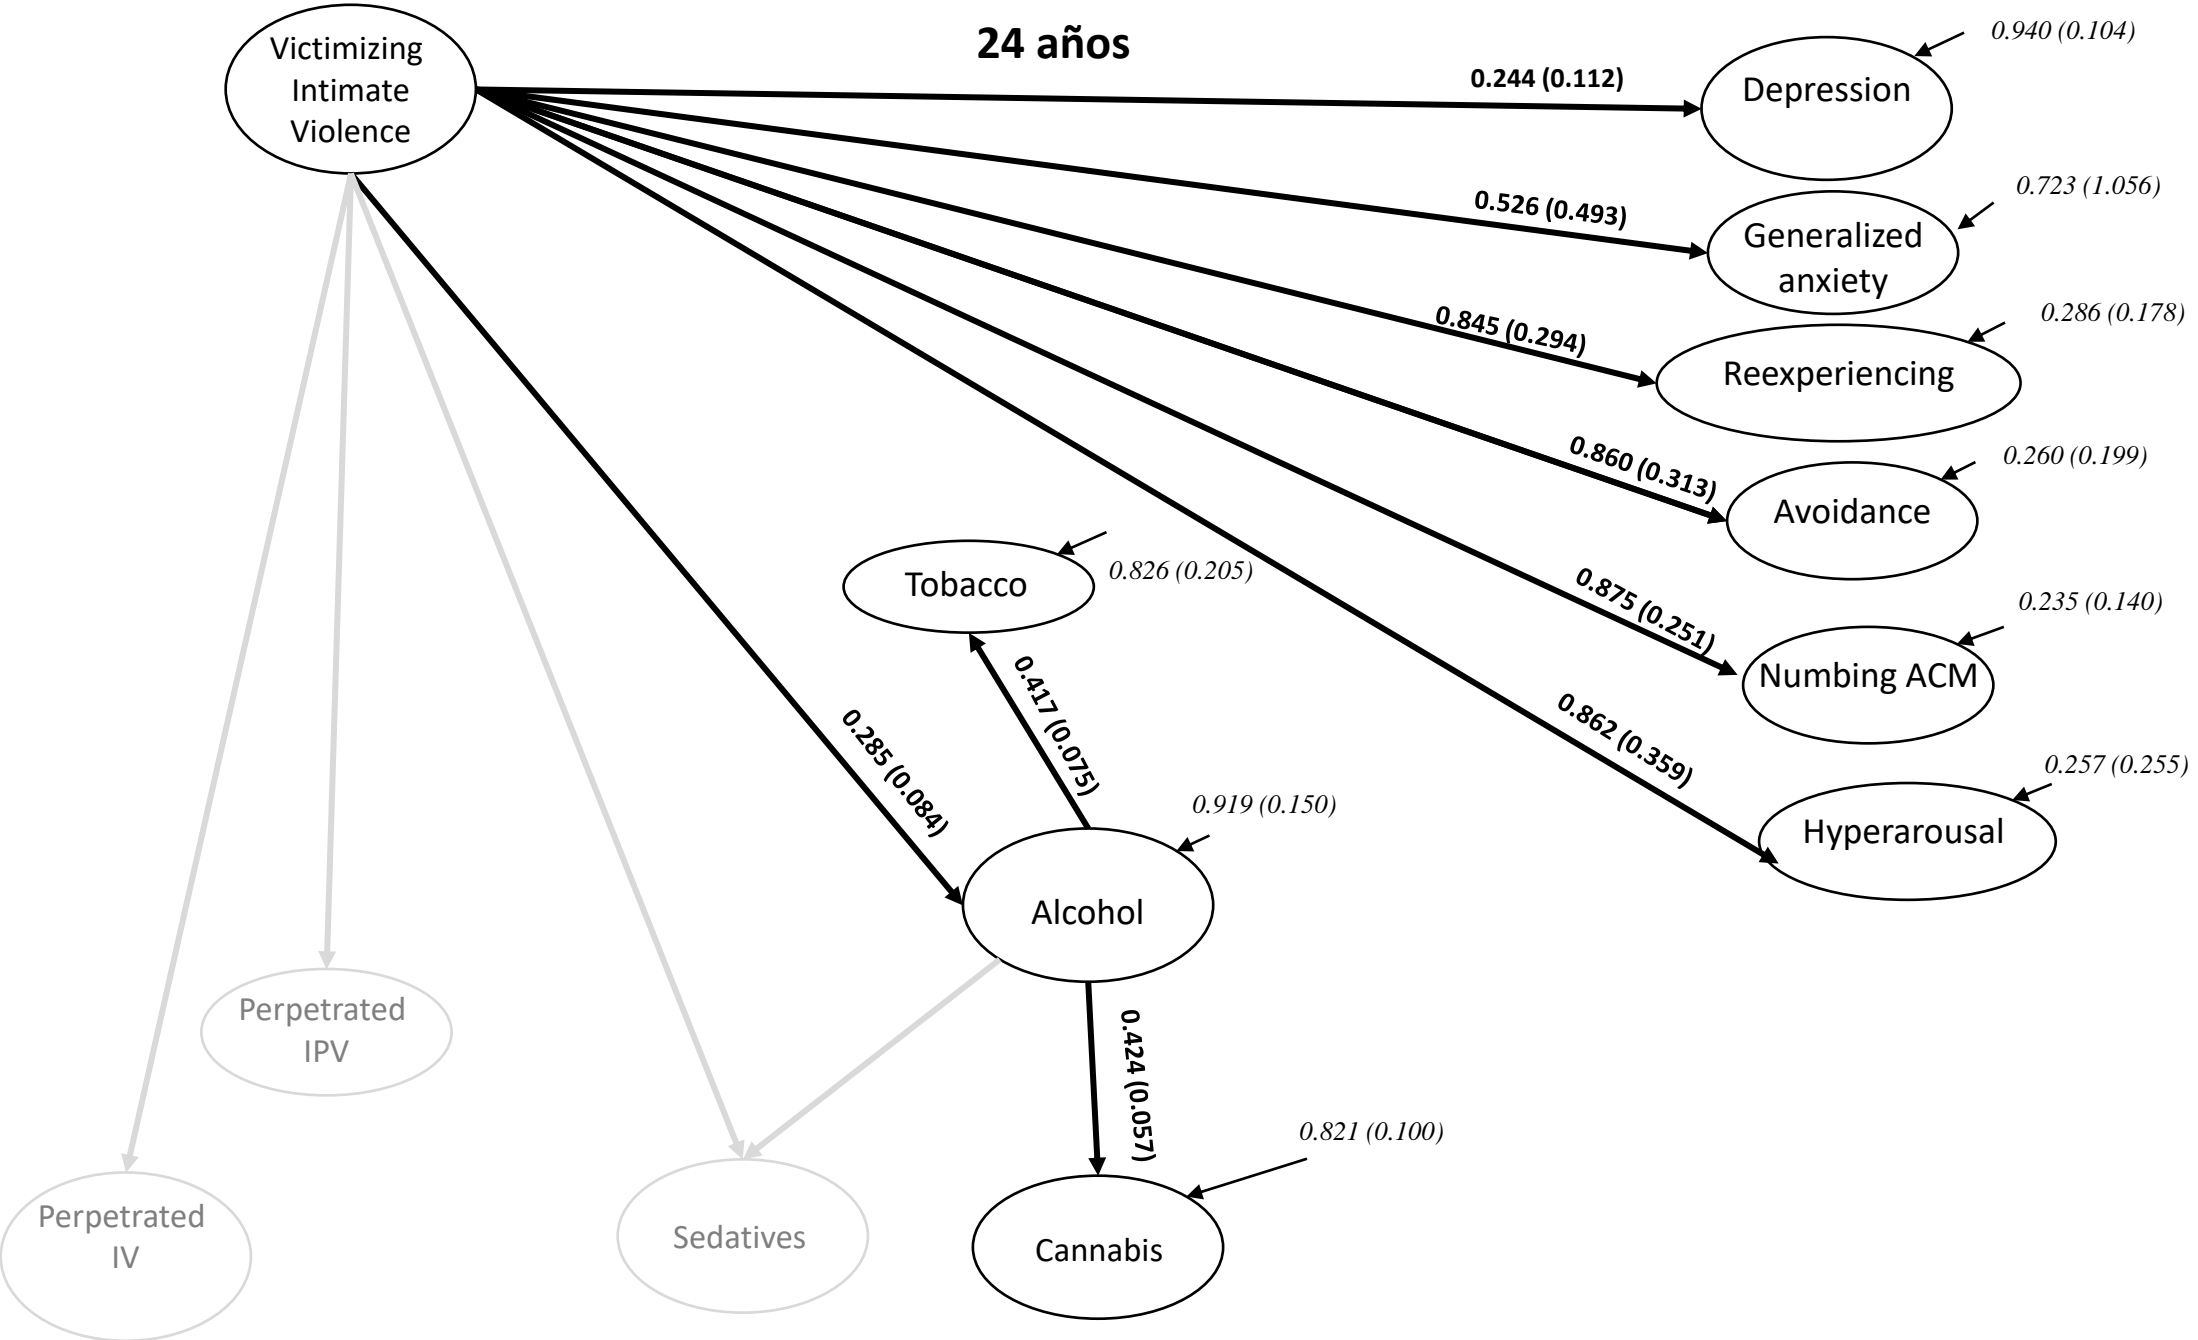 Victimizing
Intimate
Violence
24 años
0.940 (0.104)
0.244 (0.112)
Depression
0.723 (1.056)
0.526 (0.493)
Generalized
anxiety
0.286 (0.178)
0.845 (0.294)
Reexperiencing
0.260 (0.199)
0.860 (0.313)
Avoidance
Tobacco
0.826 (0.205)
0.875 (0.251)
0.235 (0.140)
Numbing ACM
0.417 (0.075)
0.285 (0.084)
0.862 (0.359)
0.257 (0.255)
Hyperarousal
0.919 (0.150)
Alcohol
Perpetrated
IPV
0.424 (0.057)
0.821 (0.100)
Perpetrated
IV
Sedatives
Cannabis